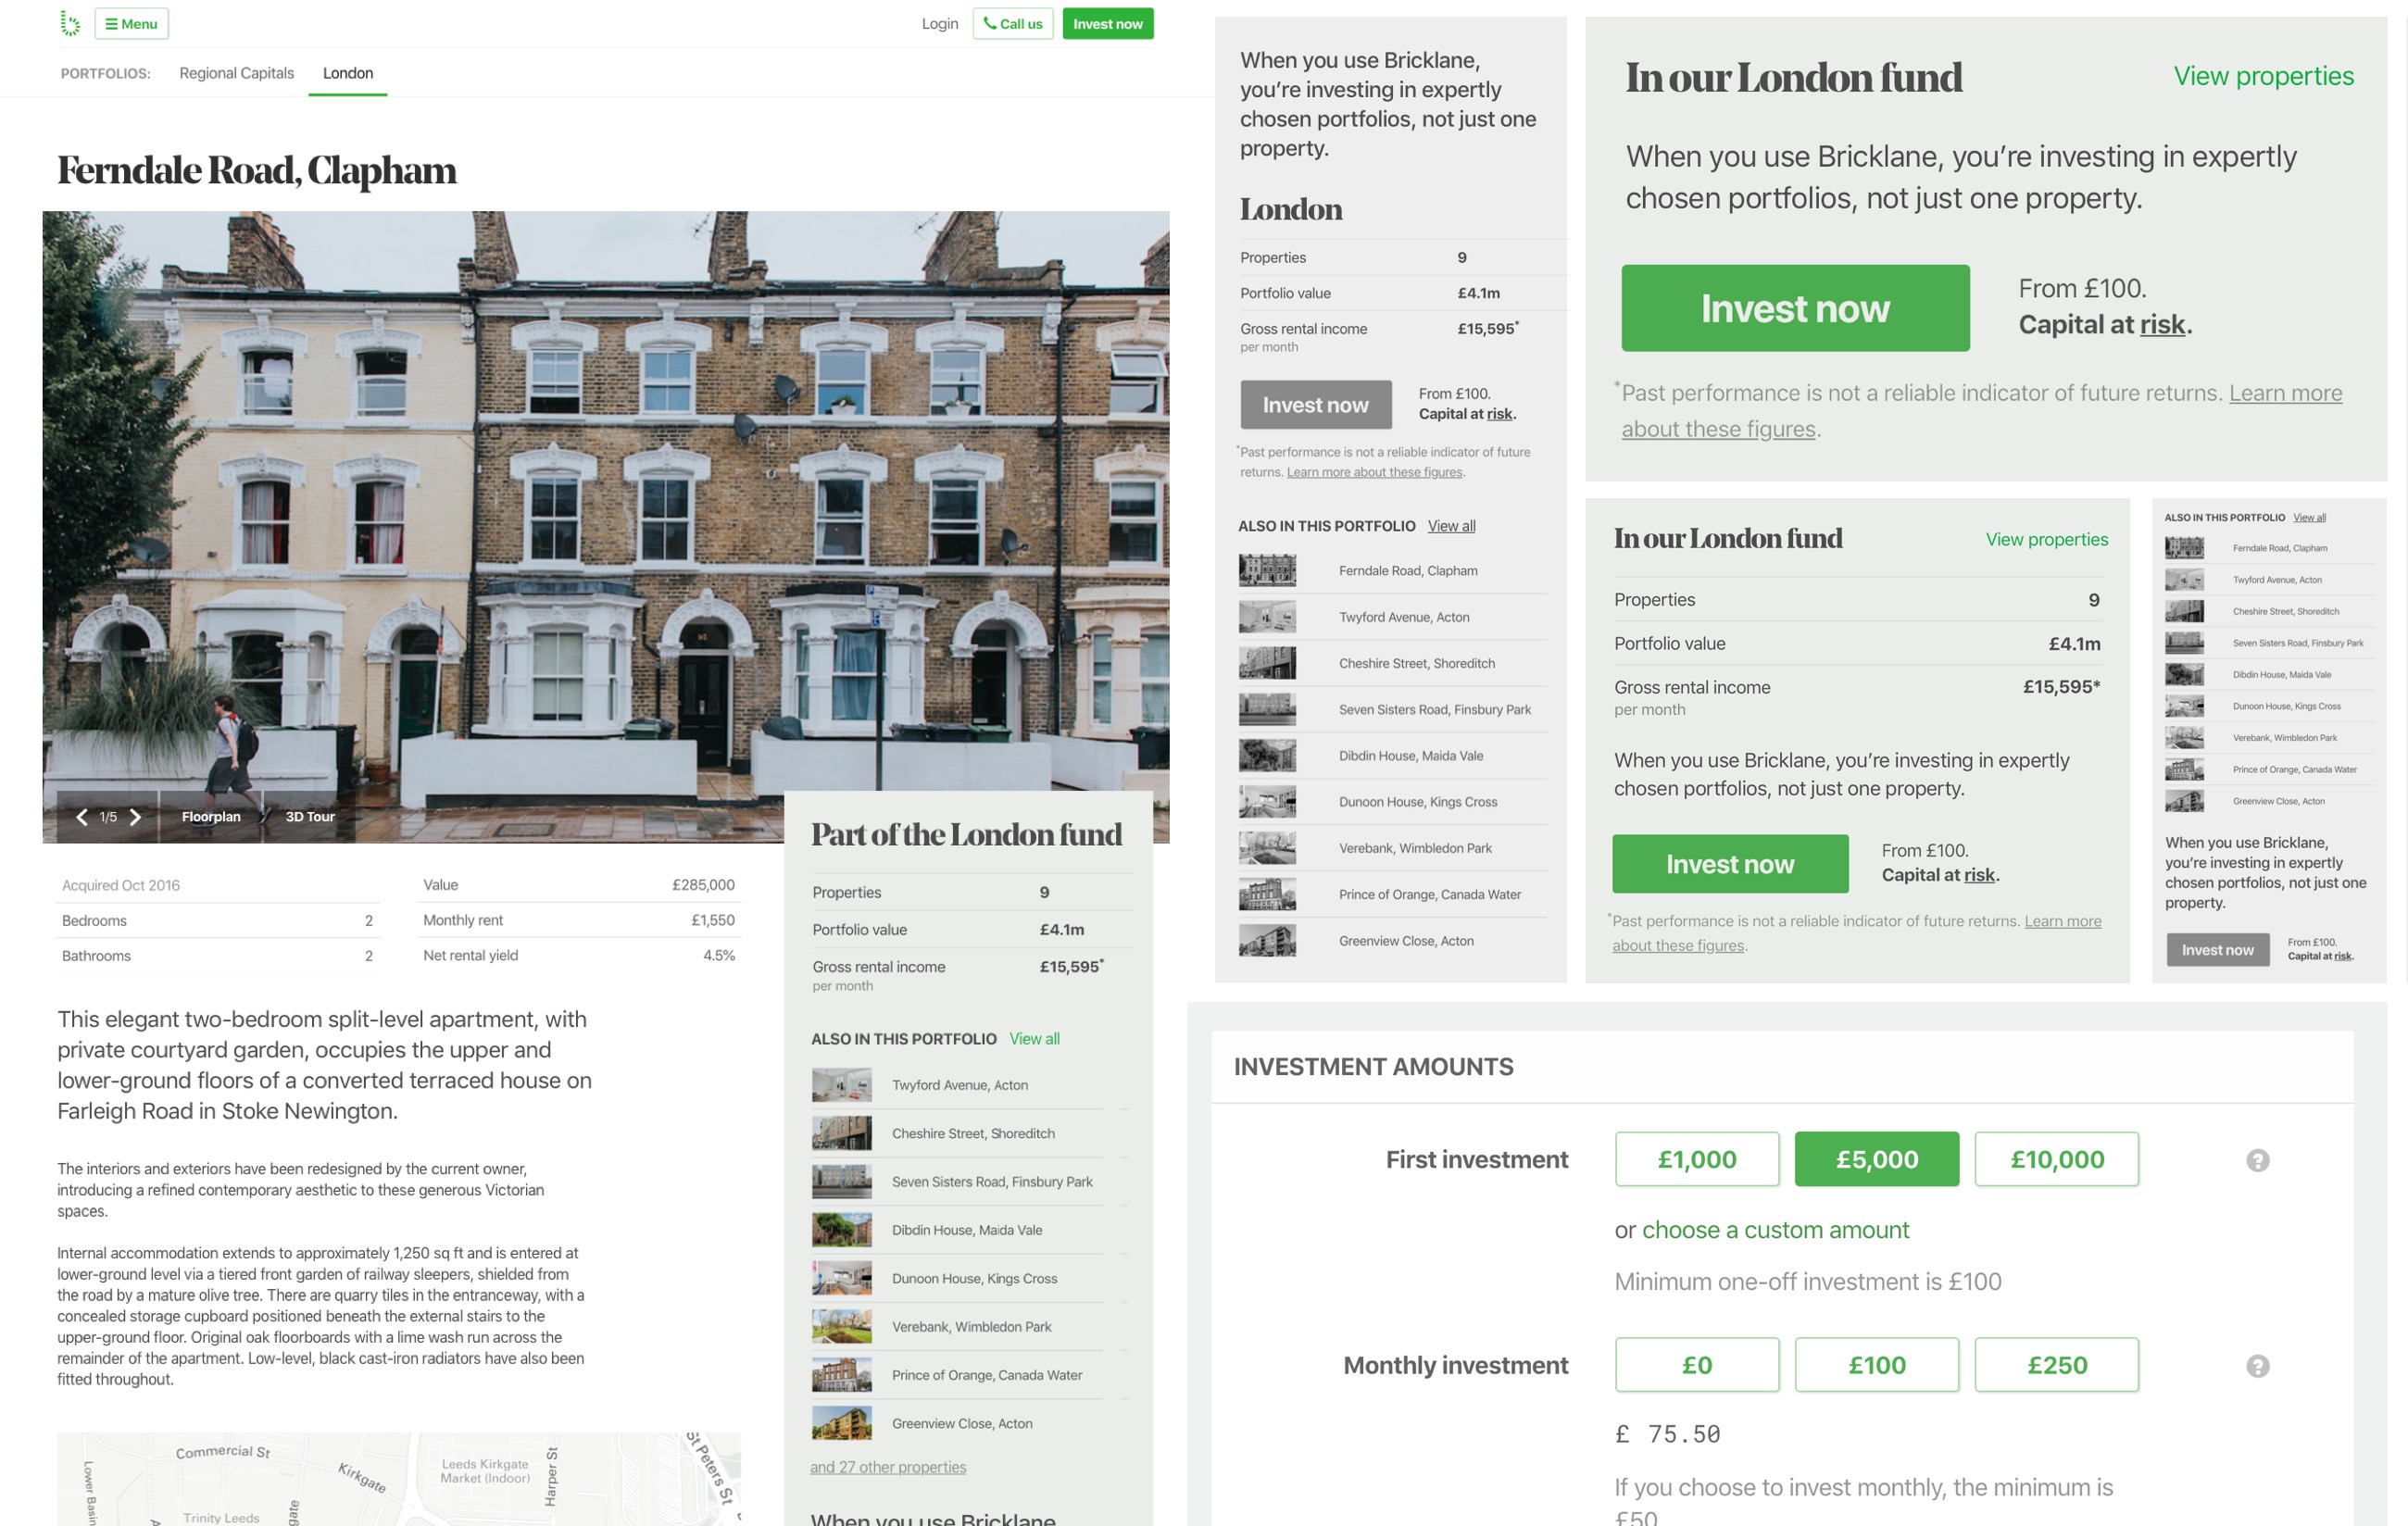 Menu
Login
Call us
Invest now
PORTFOLIOS:
Regional Capitals
London
Ferndale Road, Clapham
1/5
Floorplan
3D Tour
Acquired Oct 2016
Bedrooms 2
Bathrooms 2
Value £285,000
Monthly rent £1,550
Net rental yield 4.5%
This elegant two-bedroom split-level apartment, with
private courtyard garden, occupies the upper and
lower-ground floors of a converted terraced house on
Farleigh Road in Stoke Newington.
The interiors and exteriors have been redesigned by the current owner,
introducing a refined contemporary aesthetic to these generous Victorian
spaces.
Internal accommodation extends to approximately 1,250 sq ft and is entered at
lower-ground level via a tiered front garden of railway sleepers, shielded from
the road by a mature olive tree. There are quarry tiles in the entranceway, with a
concealed storage cupboard positioned beneath the external stairs to the
upper-ground floor. Original oak floorboards with a lime wash run across the
remainder of the apartment. Low-level, black cast-iron radiators have also been
fitted throughout.
Commercial St
Kirkgate
Leeds Kirkgate
Market (Indoor)
Harper St
St Peters St
Lower Basin
Trinity Leeds
gate
Part of the London fund
Properties 9
Portfolio value £4.1m
Gross rental income £15,595*
per month
ALSO IN THIS PORTFOLIO View all
Twyford Avenue, Acton
Cheshire Street, Shoreditch
Seven Sisters Road, Finsbury Park
Dibdin House, Maida Vale
Dunoon House, Kings Cross
Verebank, Wimbledon Park
Prince of Orange, Canada Water
Greenview Close, Acton
and 27 other properties
When you use Bricklane
When you use Bricklane,
you're investing in expertly
chosen portfolios, not just one
property.
London
Properties 9
Portfolio value £4.1m
Gross rental income £15,595*
per month
Invest now
From £100.
Capital at risk.
*Past performance is not a reliable indicator of future
returns. Learn more about these figures.
ALSO IN THIS PORTFOLIO View all
Ferndale Road, Clapham
Twyford Avenue, Acton
Cheshire Street, Shoreditch
Seven Sisters Road, Finsbury Park
Dibdin House, Maida Vale
Dunoon House, Kings Cross
Verebank, Wimbledon Park
Prince of Orange, Canada Water
Greenview Close, Acton
In our London fund
View properties
When you use Bricklane, you're investing in expertly
chosen portfolios, not just one property.
Invest now
From £100.
Capital at risk.
*Past performance is not a reliable indicator of future returns. Learn more
about these figures.
In our London fund
View properties
Properties 9
Portfolio value £4.1m
Gross rental income £15,595*
per month
When you use Bricklane, you're investing in expertly
chosen portfolios, not just one property.
Invest now
From £100.
Capital at risk.
*Past performance is not a reliable indicator of future returns. Learn more
about these figures.
ALSO IN THIS PORTFOLIO View all
Ferndale Road, Clapham
Twyford Avenue, Acton
Cheshire Street, Shoreditch
Seven Sisters Road, Finsbury Park
Dibdin House, Maida Vale
Dunoon House, Kings Cross
Verebank, Wimbledon Park
Prince of Orange, Canada Water
Greenview Close, Acton
When you use Bricklane,
you're investing in expertly
chosen portfolios, not just one
property.
Invest now
From £100.
Capital at risk.
INVESTMENT AMOUNTS
First investment
£1,000
£5,000
£10,000
?
or choose a custom amount
Minimum one-off investment is £100
Monthly investment
£0
£100
£250
?
£ 75.50
If you choose to invest monthly, the minimum is
£50